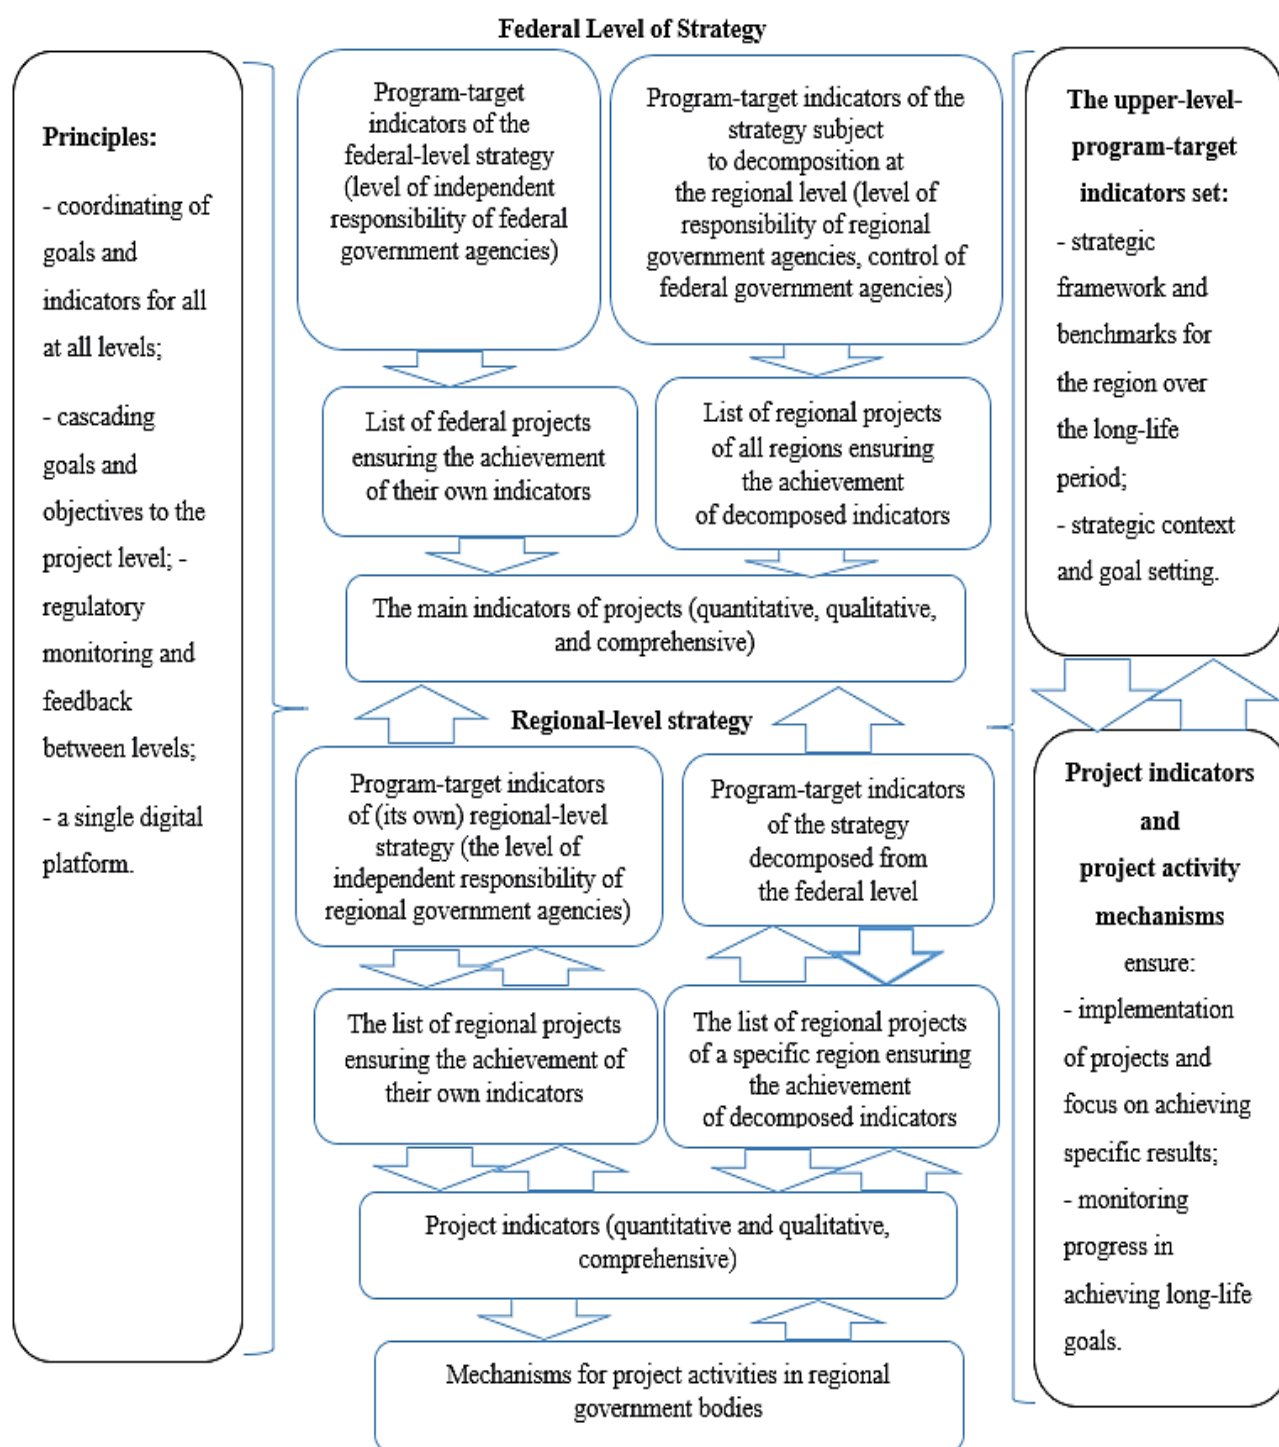 Federal Level of Strategy
Principles:
- coordinating of
goals and
indicators for all
at all levels;
- cascading
goals and
objectives to the
project level; -
regulatory
monitoring and
feedback
between levels;
- a single digital
platform.
Program-target
indicators of the
federal-level strategy
(level of independent
responsibility of federal
government agencies)
Program-target indicators of the
strategy subject
to decomposition at
the regional level (level of
responsibility of regional
government agencies, control of
federal government agencies)
List of federal projects
ensuring the achievement
of their own indicators
List of regional projects
of all regions ensuring
the achievement
of decomposed indicators
The main indicators of projects (quantitative, qualitative,
and comprehensive)
Regional-level strategy
Program-target indicators
of (its own) regional-level
strategy (the level of
independent responsibility of
regional government agencies)
Program-target indicators
of the strategy
decomposed from
the federal level
The list of regional projects
ensuring the achievement of
their own indicators
The list of regional projects
of a specific region ensuring
the achievement
of decomposed indicators
Project indicators (quantitative and qualitative,
comprehensive)
Mechanisms for project activities in regional
government bodies
The upper-level-
program-target
indicators set:
- strategic
framework and
benchmarks for
the region over
the long-life
period;
- strategic context
and goal setting.
Project indicators
and
project activity
mechanisms
ensure:
- implementation
of projects and
focus on achieving
specific results;
- monitoring
progress in
achieving long-life
goals.